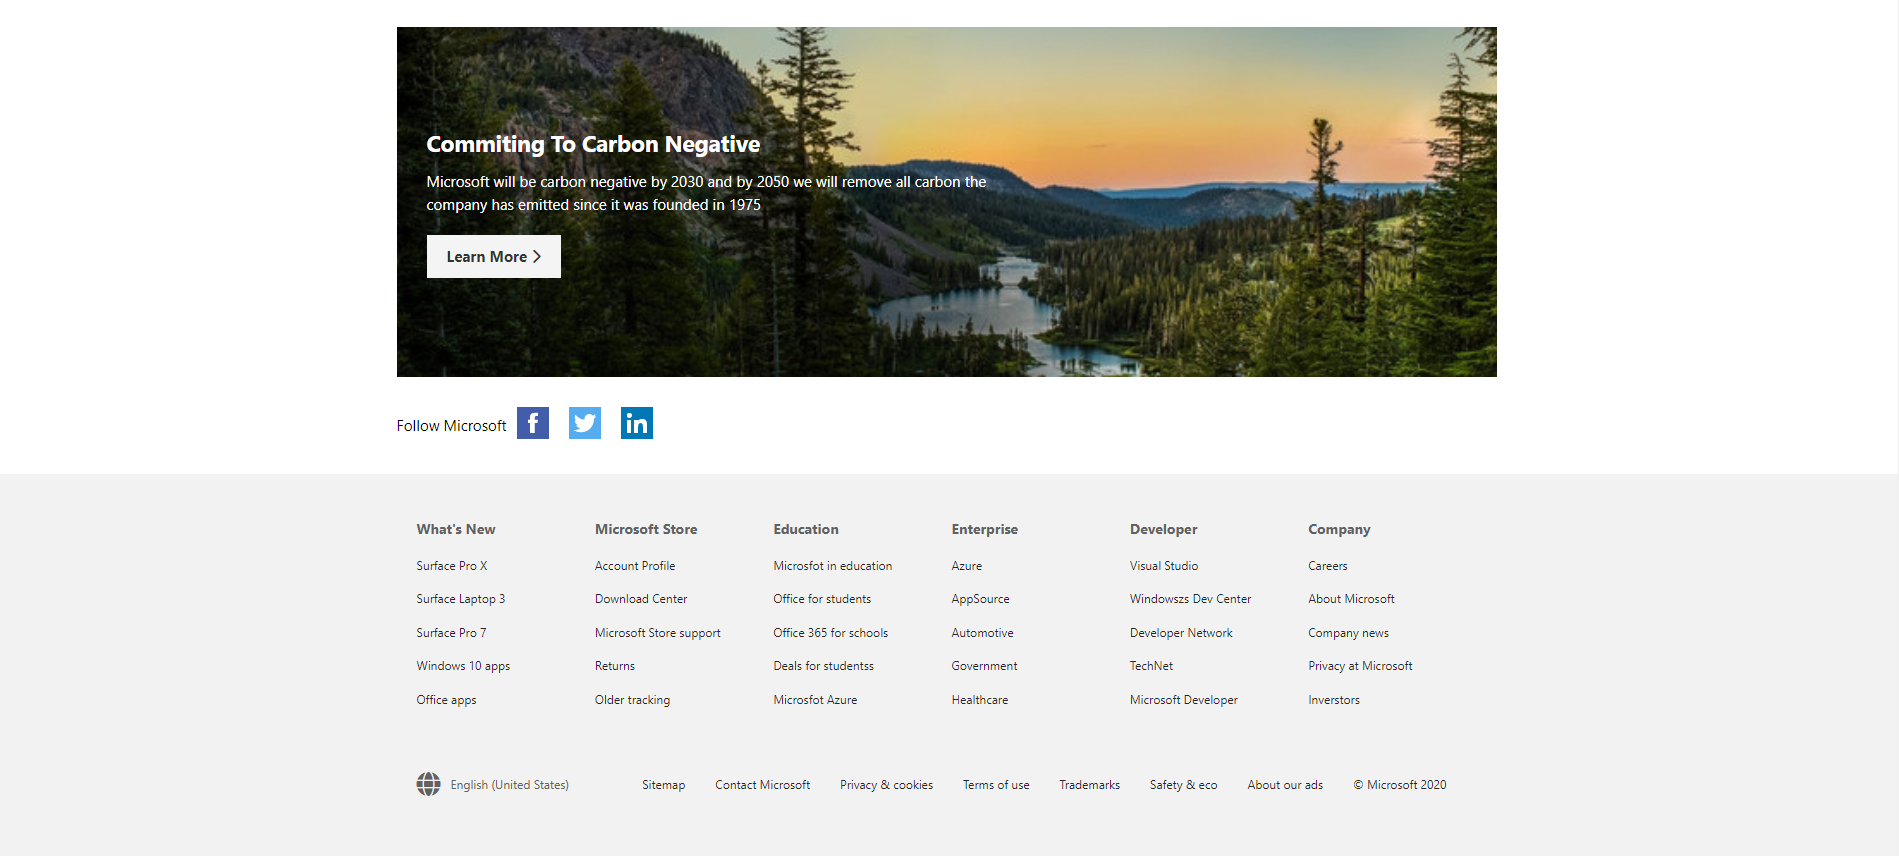 Commiting To Carbon Negative
Microsoft will be carbon negative by 2030 and by 2050 we will remove all carbon the
company has emitted since it was founded in 1975
Learn More
Follow Microsoft
What's New
Surface Pro X
Surface Laptop 3
Surface Pro 7
Windows 10 apps
Office apps
Microsoft Store
Account Profile
Download Center
Microsoft Store support
Returns
Older tracking
Education
Microsfot in education
Office for students
Office 365 for schools
Deals for studentss
Microsfot Azure
Enterprise
Azure
AppSource
Automotive
Government
Healthcare
Developer
Visual Studio
Windowszs Dev Center
Developer Network
TechNet
Microsoft Developer
Company
Careers
About Microsoft
Company news
Privacy at Microsoft
Inverstors
English (United States)
Sitemap
Contact Microsoft
Privacy & cookies
Terms of use
Trademarks
Safety & eco
About our ads
© Microsoft 2020